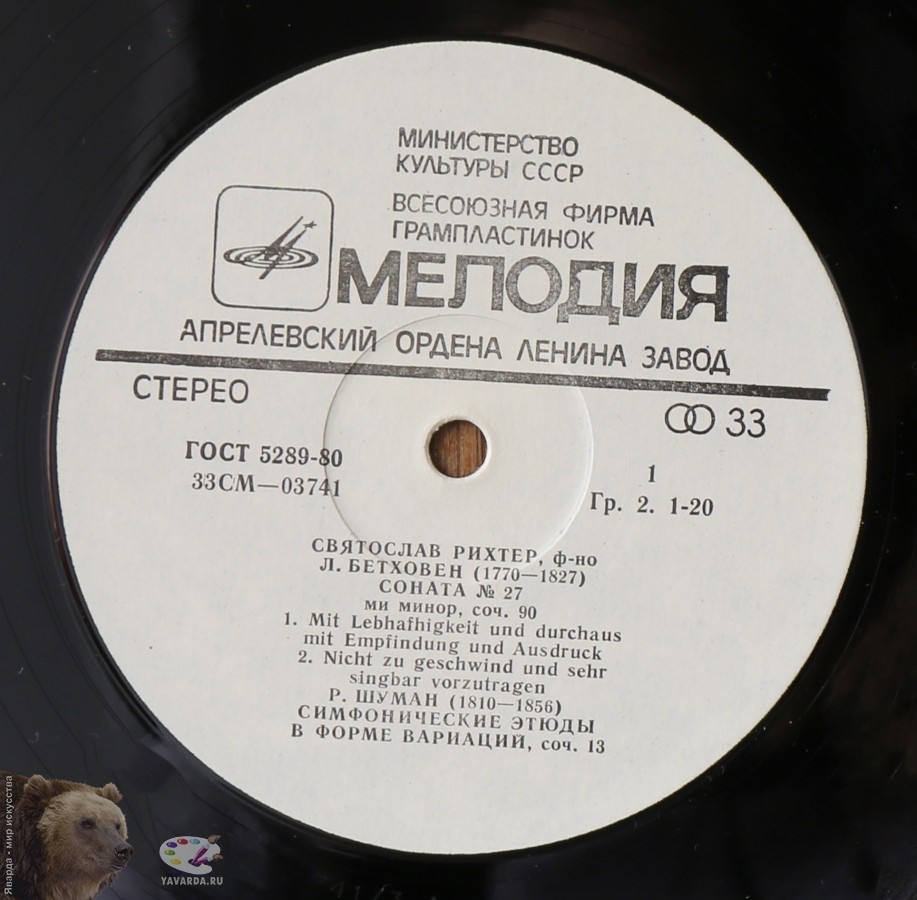 МИНИСТЕРСТВО
КУЛЬТУРЫ СССР
ВСЕСОЮЗНАЯ ФИРМА
ГРАМПЛАСТИНОК
МЕЛОДИЯ
АПРЕЛЕВСКИЙ ОРДЕНА ЛЕНИНА ЗАВОД
СТЕРЕО
33
ГОСТ 5289-80
33СМ—03741
1
Гр. 2. 1-20
СВЯТОСЛАВ РИХТЕР, ф-но
Л. БЕТХОВЕН (1770—1827)
СОНАТА № 27
ми минор, соч. 90
1. Mit Lebhafhigkeit und durchaus
mit Empfindung und Ausdruck
2. Nicht zu geschwind und sehr
singbar vorzutragen
Р. ШУМАН (1810—1856)
СИМФОНИЧЕСКИЕ ЭТЮДЫ
В ФОРМЕ ВАРИАЦИЙ, соч. 13
Яварда - мир искусства
YAVARDA.RU